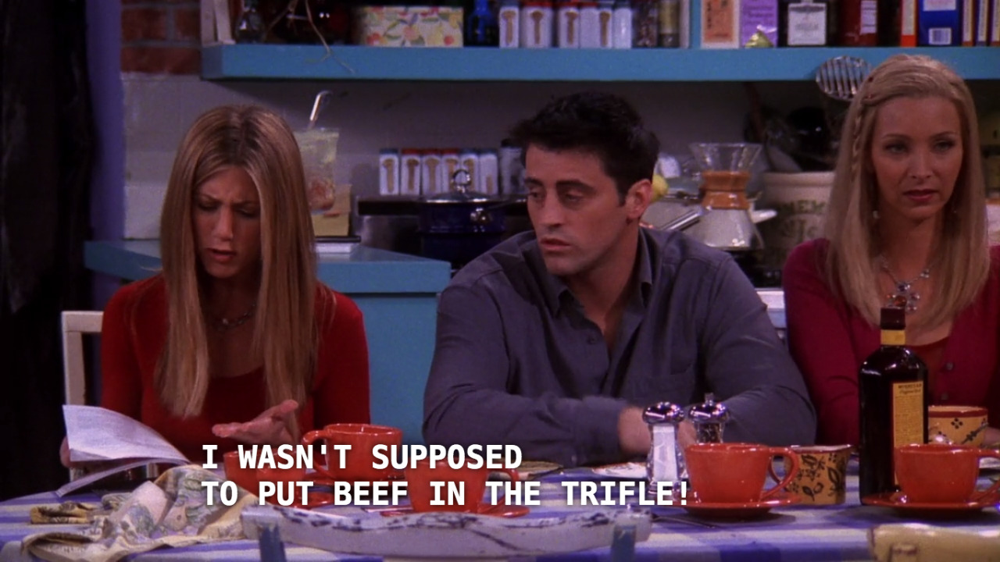 I WASN'T SUPPOSED
TO PUT BEEF IN THE TRIFLE!